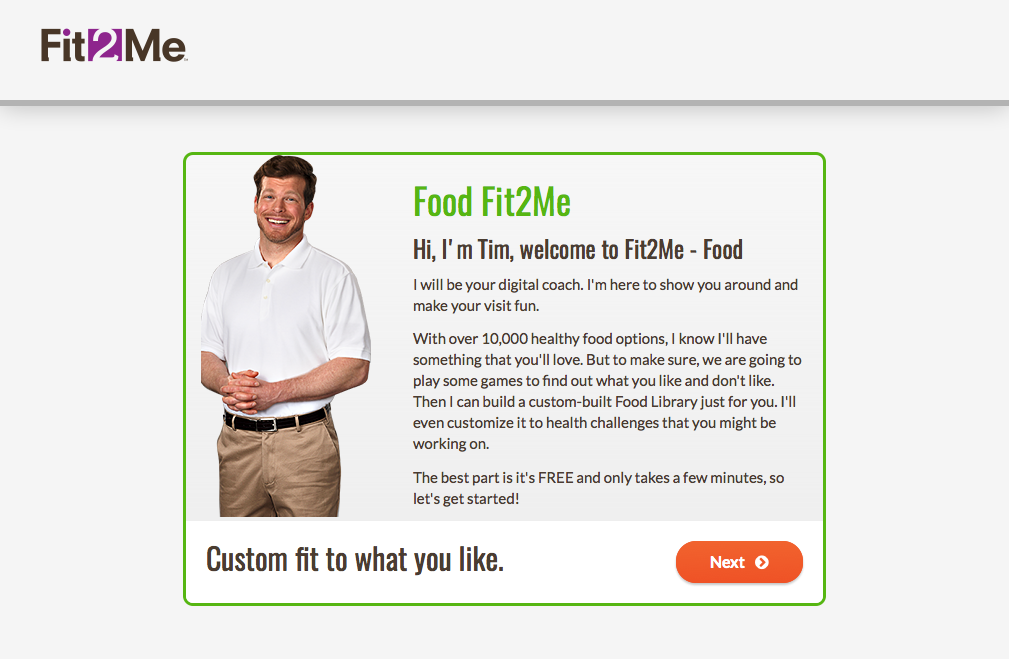 Fit2Me
Food Fit2Me
Hi, I'm Tim, welcome to Fit2Me - Food
I will be your digital coach. I'm here to show you around and
make your visit fun.
With over 10,000 healthy food options, I know I'll have
something that you'll love. But to make sure, we are going to
play some games to find out what you like and don't like.
Then I can build a custom-built Food Library just for you. I'll
even customize it to health challenges that you might be
working on.
The best part is it's FREE and only takes a few minutes, so
let's get started!
Custom fit to what you like.
Next